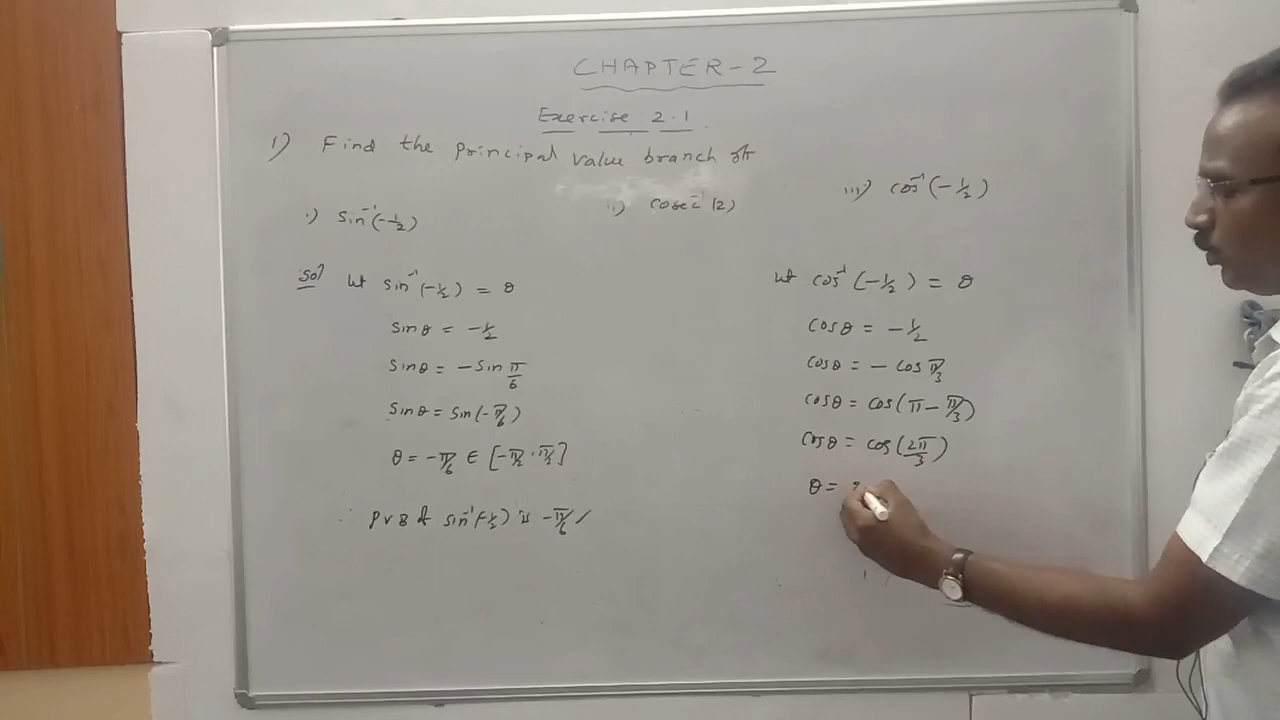 CHAPTER-2
Exercise 2.1
1) Find the principal value branch of
i) sin⁻¹(-1/2)
ii) cosec⁻¹(2)
iii) cos⁻¹(-1/2)
Sol Let sin⁻¹(-1/2) = θ
sinθ = -1/2
sinθ = -sin π/6
sinθ = sin(-π/6)
θ = -π/6 ∈ [-π/2, π/2]
∴ PVB of sin⁻¹(-1/2) is -π/6
Let cos⁻¹(-1/2) = θ
cosθ = -1/2
cosθ = - cos π/3
cosθ = cos(π - π/3)
cosθ = cos(2π/3)
θ =